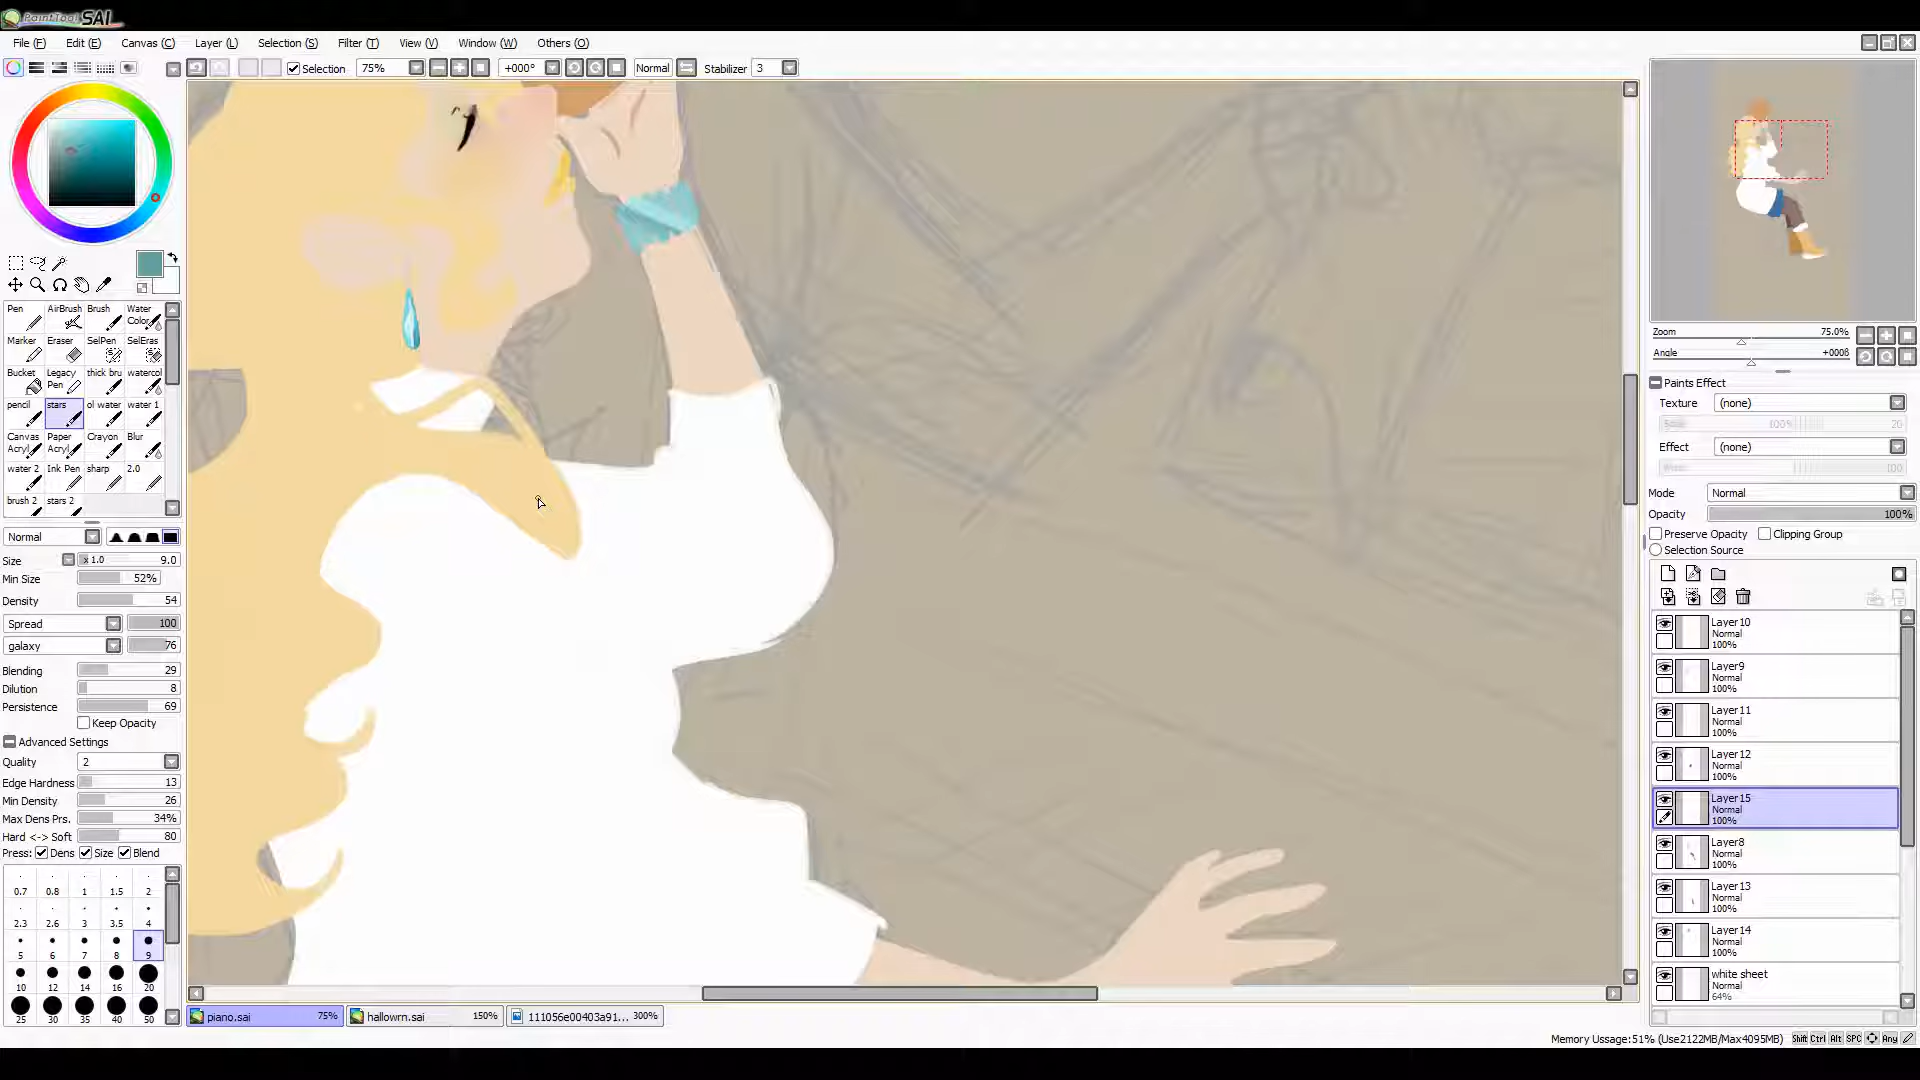 PaintTool SAI
File (F) Edit (E) Canvas (C) Layer (L) Selection (S) Filter (T) View (V) Window (W) Others (O)
Selection 75% +000° Normal Stabilizer 3
Pen AirBrush Brush Water Color
Marker Eraser SelPen SelEras
Bucket Legacy Pen thick bru watercol
pencil stars ol water water 1
Canvas Acryl Paper Acryl Crayon Blur
water 2 Ink Pen sharp 2.0
brush 2 stars 2
Normal
Size x 1.0 9.0
Min Size 52%
Density 54
Spread 100
galaxy 76
Blending 29
Dilution 8
Persistence 69
Keep Opacity
Advanced Settings
Quality 2
Edge Hardness 13
Min Density 26
Max Dens Prs. 34%
Hard <-> Soft 80
Press: Dens Size Blend
0.7 0.8 1 1.5 2
2.3 2.6 3 3.5 4
5 6 7 8 9
10 12 14 16 20
25 30 35 40 50
piano.sai 75% hallowrn.sai 150% 111056e00403a91... 300%
Zoom 75.0%
Angle +000ß
Paints Effect
Texture (none)
100% 20
Effect (none)
100
Mode Normal
Opacity 100%
Preserve Opacity Clipping Group
Selection Source
Layer10
Normal
100%
Layer9
Normal
100%
Layer11
Normal
100%
Layer12
Normal
100%
Layer15
Normal
100%
Layer8
Normal
100%
Layer13
Normal
100%
Layer14
Normal
100%
white sheet
Normal
64%
Memory Ussage:51% (Use2122MB/Max4095MB) Shift Ctrl Alt SPC Any